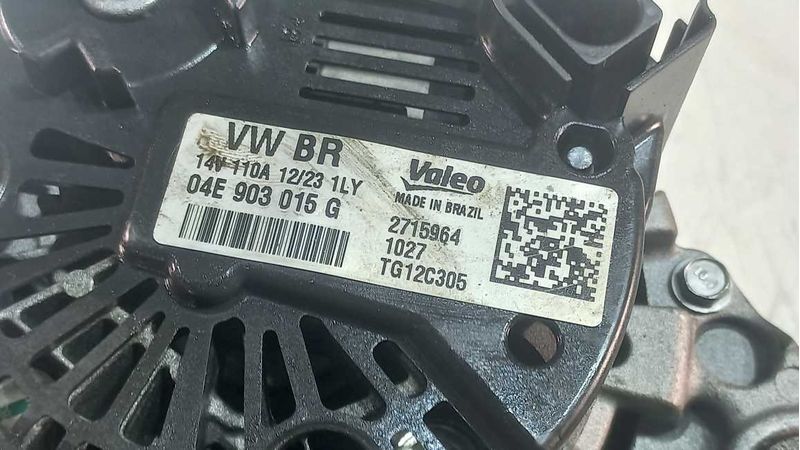 VW BR
14V 110A 12/23 1LY
04E 903 015 G
Valeo
MADE IN BRAZIL
2715964
1027
TG12C305